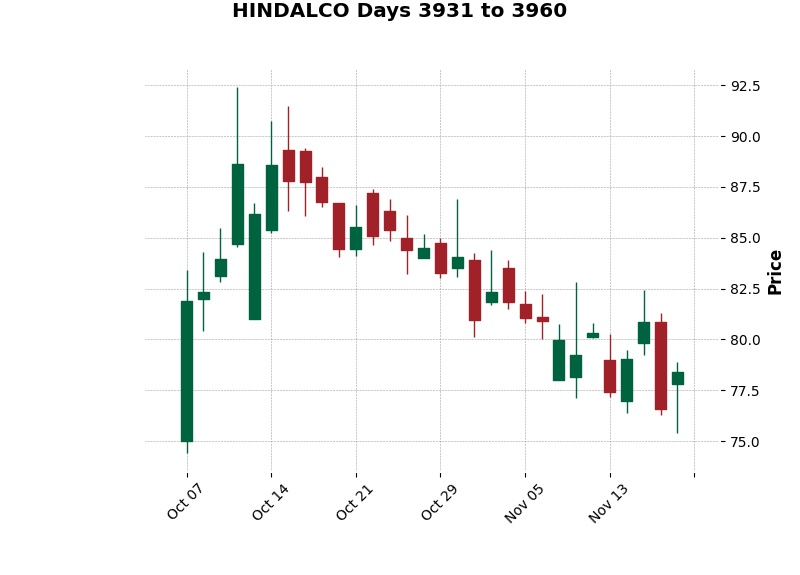 HINDALCO Days 3931 to 3960
92.5
90.0
87.5
85.0
82.5
80.0
77.5
75.0
Price
Oct 07
Oct 14
Oct 21
Oct 29
Nov 05
Nov 13